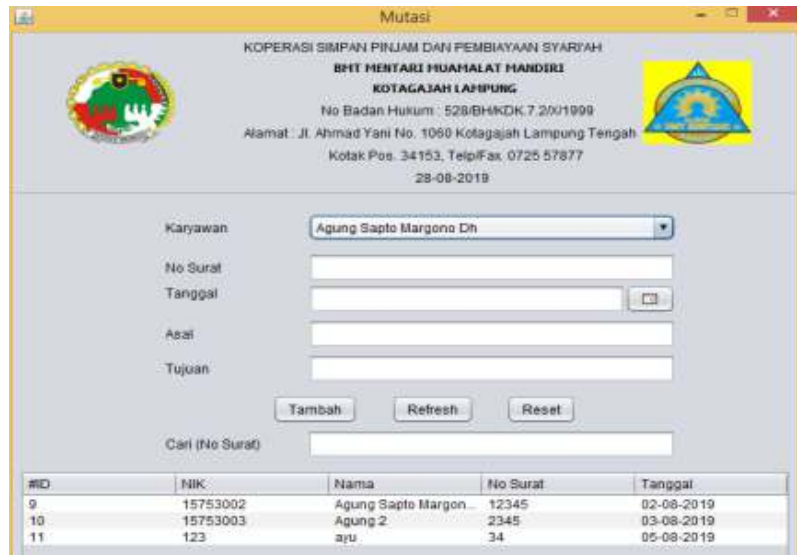 Mutasi
KOPERASI SIMPAN PINJAM DAN PEMBIAYAAN SYARI'AH
BMT MENTARI MUAMALAT MANDIRI
KOTAGAJAH LAMPUNG
No Badan Hukum : 528/BH/KDK.7.2/X/1999
Alamat : Jl. Ahmad Yani No. 1060 Kotagajah Lampung Tengah
Kotak Pos. 34153, Telp/Fax. 0725 57877
28-08-2019
Karyawan Agung Sapto Margono Dh
No Surat
Tanggal
Asal
Tujuan
Tambah Refresh Reset
Cari (No Surat)
#ID NIK Nama No Surat Tanggal
9 15753002 Agung Sapto Margon... 12345 02-08-2019
10 15753003 Agung 2 2345 03-08-2019
11 123 ayu 34 05-08-2019